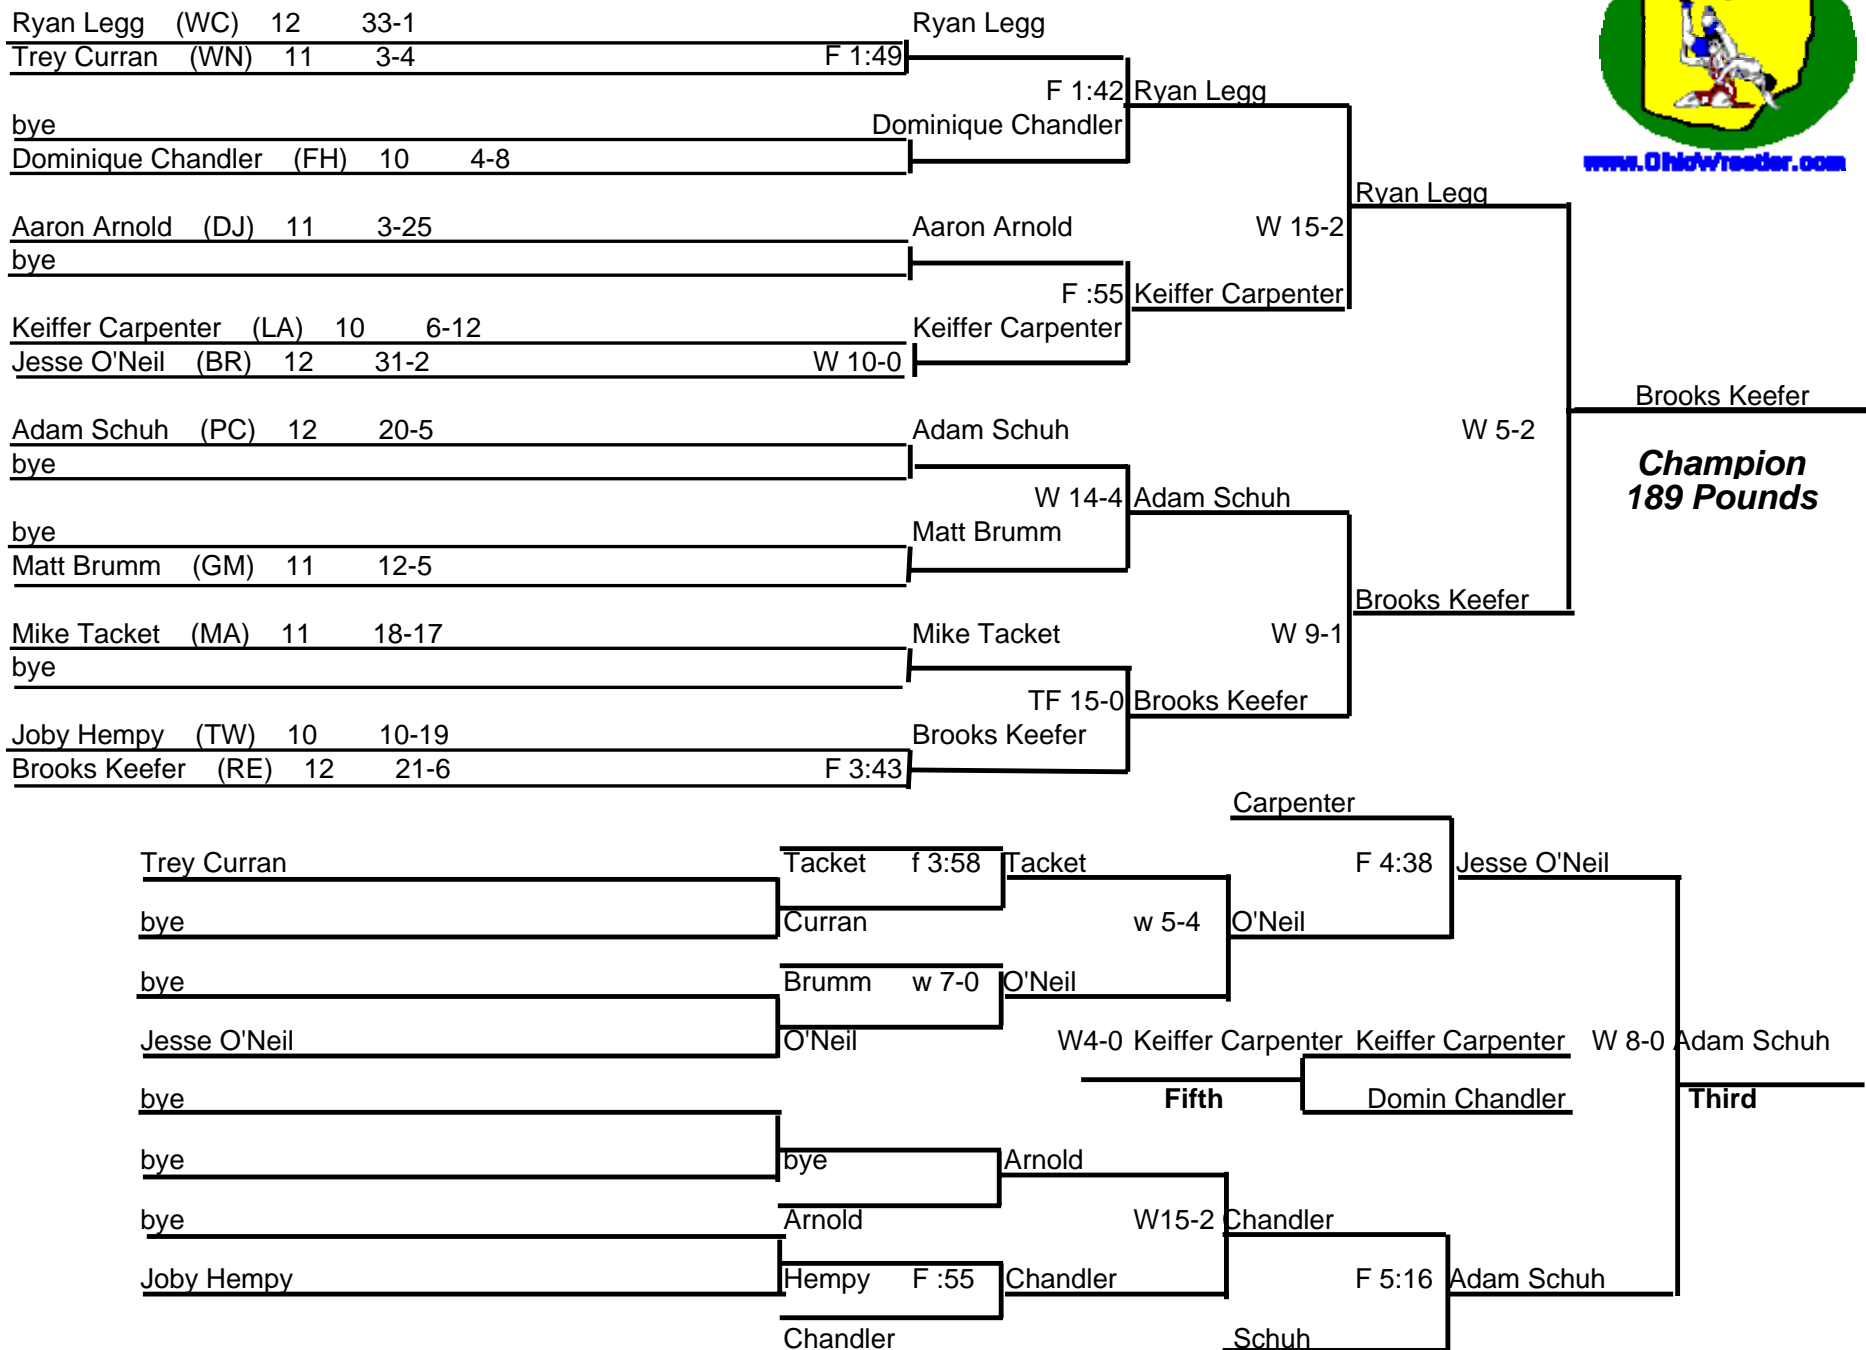 Ryan Legg (WC) 12 33-1 Ryan Legg
Trey Curran (WN) 11 3-4 F 1:49
F 1:42 Ryan Legg
bye Dominique Chandler
Dominique Chandler (FH) 10 4-8
www.OhioWrestler.com
Ryan Legg
Aaron Arnold (DJ) 11 3-25 Aaron Arnold W 15-2
bye
F :55 Keiffer Carpenter
Keiffer Carpenter (LA) 10 6-12 Keiffer Carpenter
Jesse O'Neil (BR) 12 31-2 W 10-0
Brooks Keefer
Adam Schuh (PC) 12 20-5 Adam Schuh W 5-2
bye Champion
W 14-4 Adam Schuh 189 Pounds
bye Matt Brumm
Matt Brumm (GM) 11 12-5
Brooks Keefer
Mike Tacket (MA) 11 18-17 Mike Tacket W 9-1
bye
TF 15-0 Brooks Keefer
Joby Hempy (TW) 10 10-19 Brooks Keefer
Brooks Keefer (RE) 12 21-6 F 3:43
Carpenter
Trey Curran Tacket f 3:58 Tacket F 4:38 Jesse O'Neil
bye Curran w 5-4 O'Neil
bye Brumm w 7-0 O'Neil
Jesse O'Neil O'Neil W4-0 Keiffer Carpenter Keiffer Carpenter W 8-0 Adam Schuh
bye Fifth Domin Chandler Third
bye bye Arnold
bye Arnold W15-2 Chandler
Joby Hempy Hempy F :55 Chandler F 5:16 Adam Schuh
Chandler Schuh